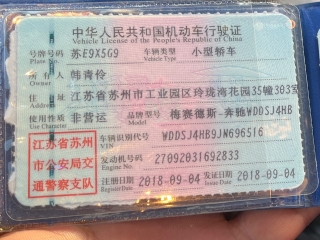 中华人民共和国机动车行驶证
Vehicle License of the People's Republic of China
号牌号码 苏E9X5G9 车辆类型 小型轿车
Plate No. Vehicle Type
所有人 韩青伶
Owner
住址 江苏省苏州市工业园区玲珑湾花园35幢303室
Address
使用性质 非营运 品牌型号 梅赛德斯-奔驰WDDSJ4HB
Use Character Model
车辆识别代号 WDDSJ4HB9JN696516
VIN
发动机号码 27092031692833
Engine No.
注册日期 2018-09-04 发证日期 2018-09-04
Register Date Issue Date
江苏省苏州
市公安局交
通警察支队